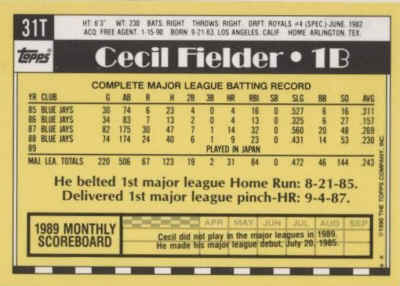 31T
HT. 6'3" WT. 230 BATS: RIGHT THROWS: RIGHT DRFT. ROYALS #4 (SPEC.)-JUNE, 1982
ACQ. FREE AGENT, 1-15-90 BORN: 9-21-63, LOS ANGELES, CALIF. HOME: ARLINGTON, TEX.
Topps Cecil Fielder • 1B
COMPLETE MAJOR LEAGUE BATTING RECORD
YR CLUB G AB R H 2B 3B HR RBI SB SLG BB SO AVG
85 BLUE JAYS 30 74 6 23 4 0 4 16 0 .527 6 16 .311
86 BLUE JAYS 34 83 7 13 2 0 4 13 0 .325 6 27 .157
87 BLUE JAYS 82 175 30 47 7 1 14 32 0 .560 20 48 .269
88 BLUE JAYS 74 174 24 40 6 1 9 23 0 .431 14 53 .230
89 PLAYED IN JAPAN
MAJ. LEA. TOTALS 220 506 67 123 19 2 31 84 0 .472 46 144 .243
He belted 1st major league Home Run: 8-21-85.
Delivered 1st major league pinch-HR: 9-4-87.
1989 MONTHLY SCOREBOARD
APR MAY JUN JUL AUG SEP
Cecil did not play in the major leagues in 1989.
He made his major league debut, July 20, 1985.
©1990 THE TOPPS COMPANY, INC.